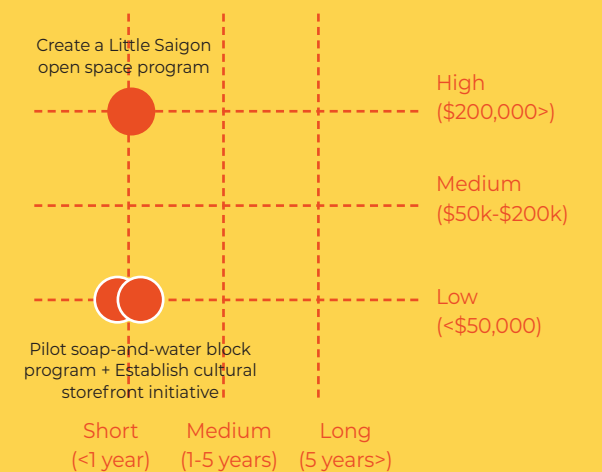 Create a Little Saigon
open space program
High
($200,000>)
Medium
($50k-$200k)
Low
(<$50,000)
Pilot soap-and-water block
program + Establish cultural
storefront initiative
Short
(<1 year)
Medium
(1-5 years)
Long
(5 years>)